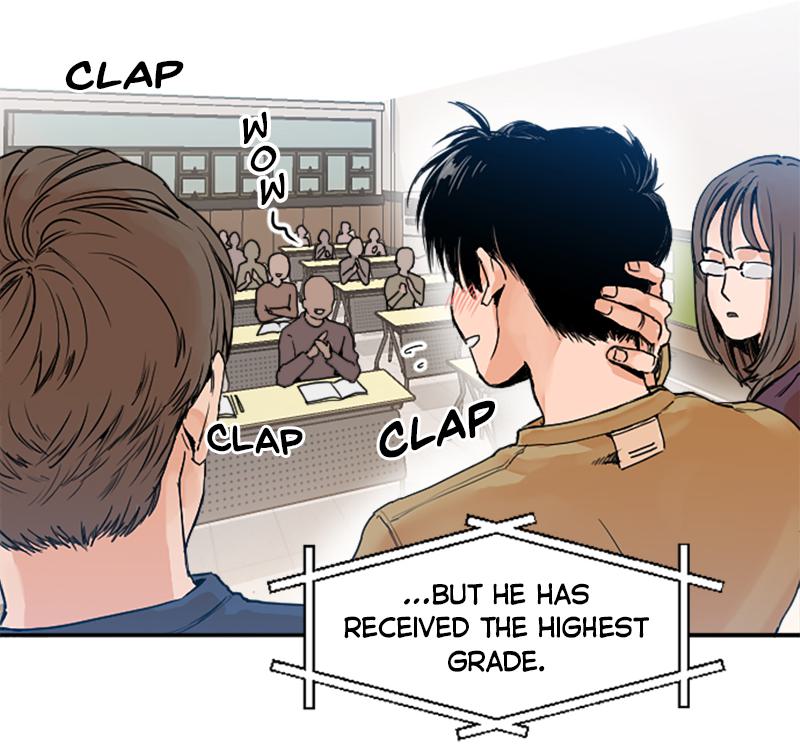 CLAP
WOW
CLAP
CLAP
...BUT HE HAS
RECEIVED THE HIGHEST
GRADE.